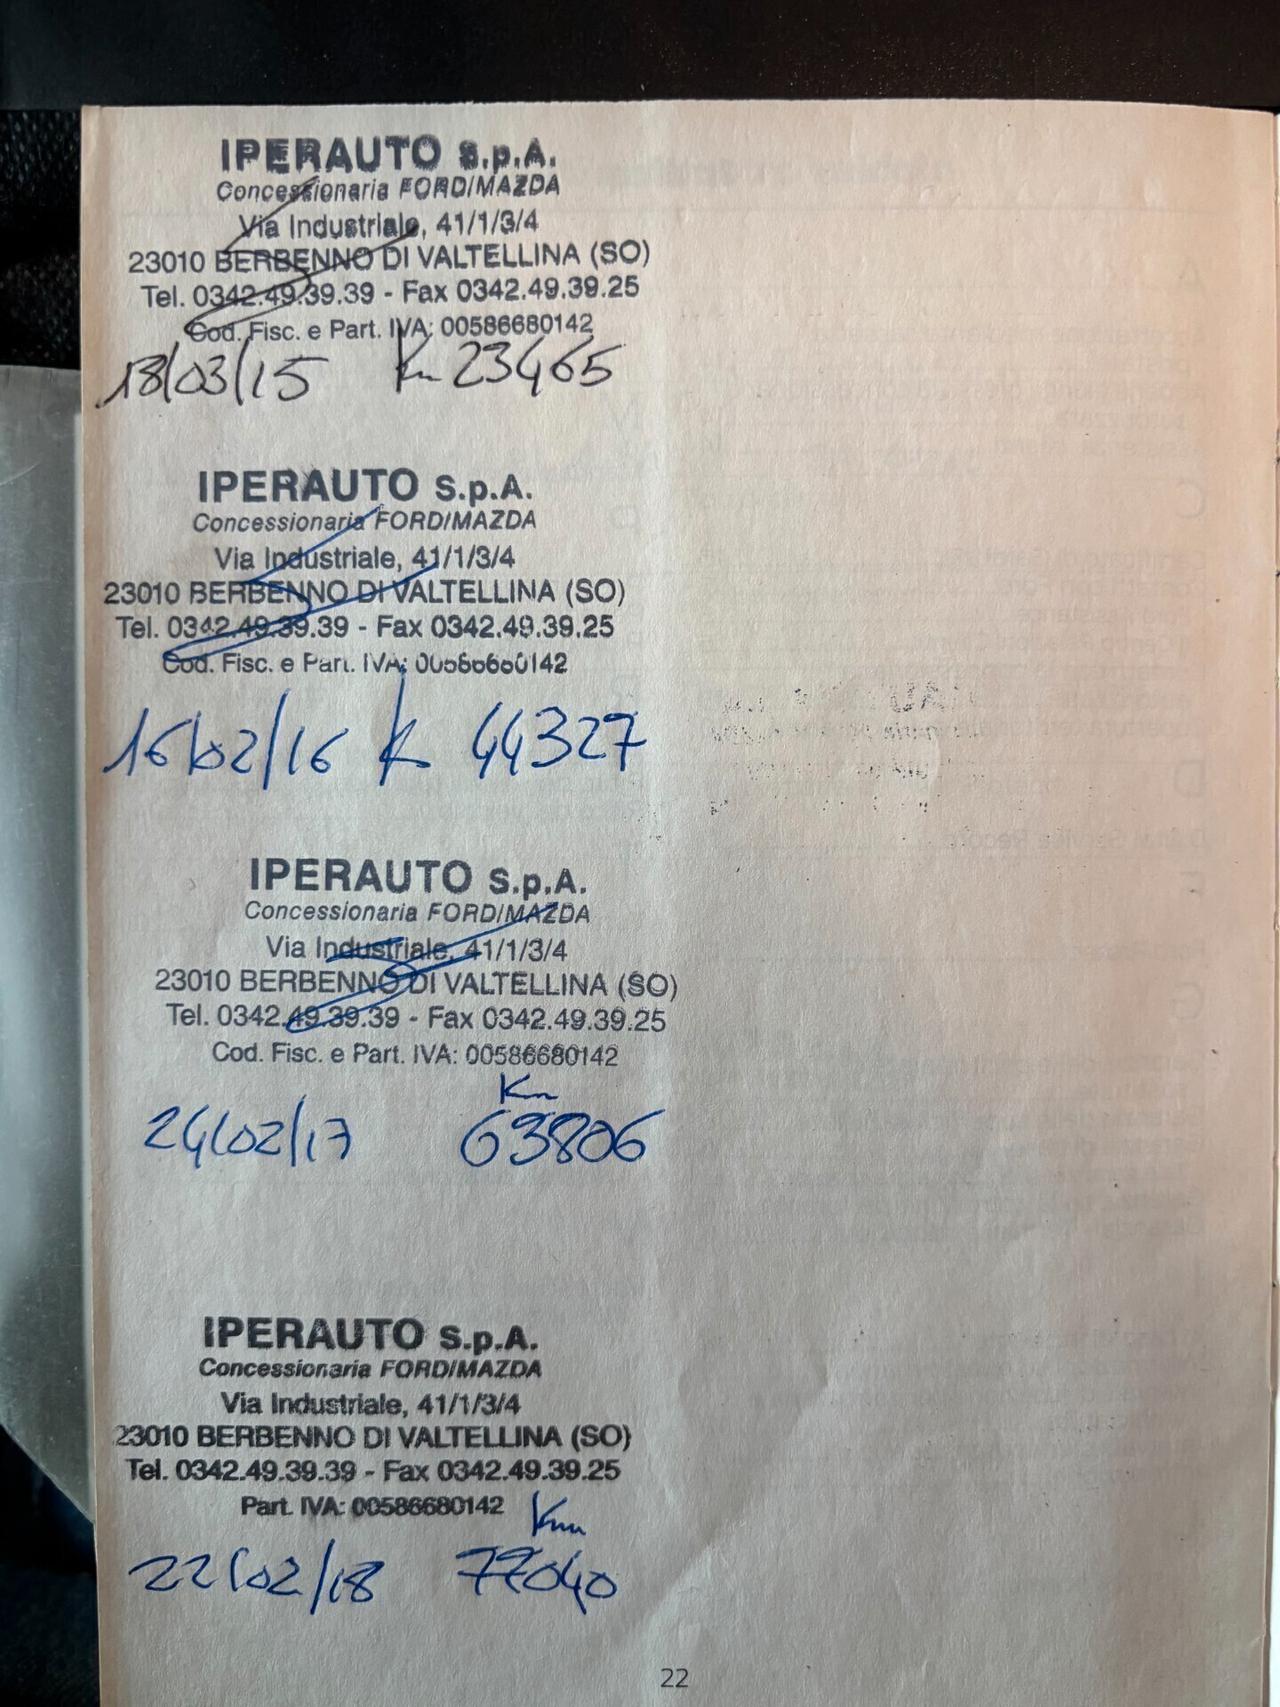 IPERAUTO S.p.A.
Concessionaria FORD/MAZDA
Via Industriale, 41/1/3/4
23010 BERBENNO DI VALTELLINA (SO)
Tel. 0342.49.39.39 - Fax 0342.49.39.25
Cod. Fisc. e Part. IVA: 00586680142
18/03/15 Km 23465
IPERAUTO S.p.A.
Concessionaria FORD/MAZDA
Via Industriale, 41/1/3/4
23010 BERBENNO DI VALTELLINA (SO)
Tel. 0342.49.39.39 - Fax 0342.49.39.25
Cod. Fisc. e Part. IVA: 00586680142
16/02/16 K 44327
IPERAUTO S.p.A.
Concessionaria FORD/MAZDA
Via Industriale, 41/1/3/4
23010 BERBENNO DI VALTELLINA (SO)
Tel. 0342.49.39.39 - Fax 0342.49.39.25
Cod. Fisc. e Part. IVA: 00586680142
Km
24/02/17 63806
IPERAUTO S.p.A.
Concessionaria FORD/MAZDA
Via Industriale, 41/1/3/4
23010 BERBENNO DI VALTELLINA (SO)
Tel. 0342.49.39.39 - Fax 0342.49.39.25
Part. IVA: 00586680142
Km
22/02/18 77040
22